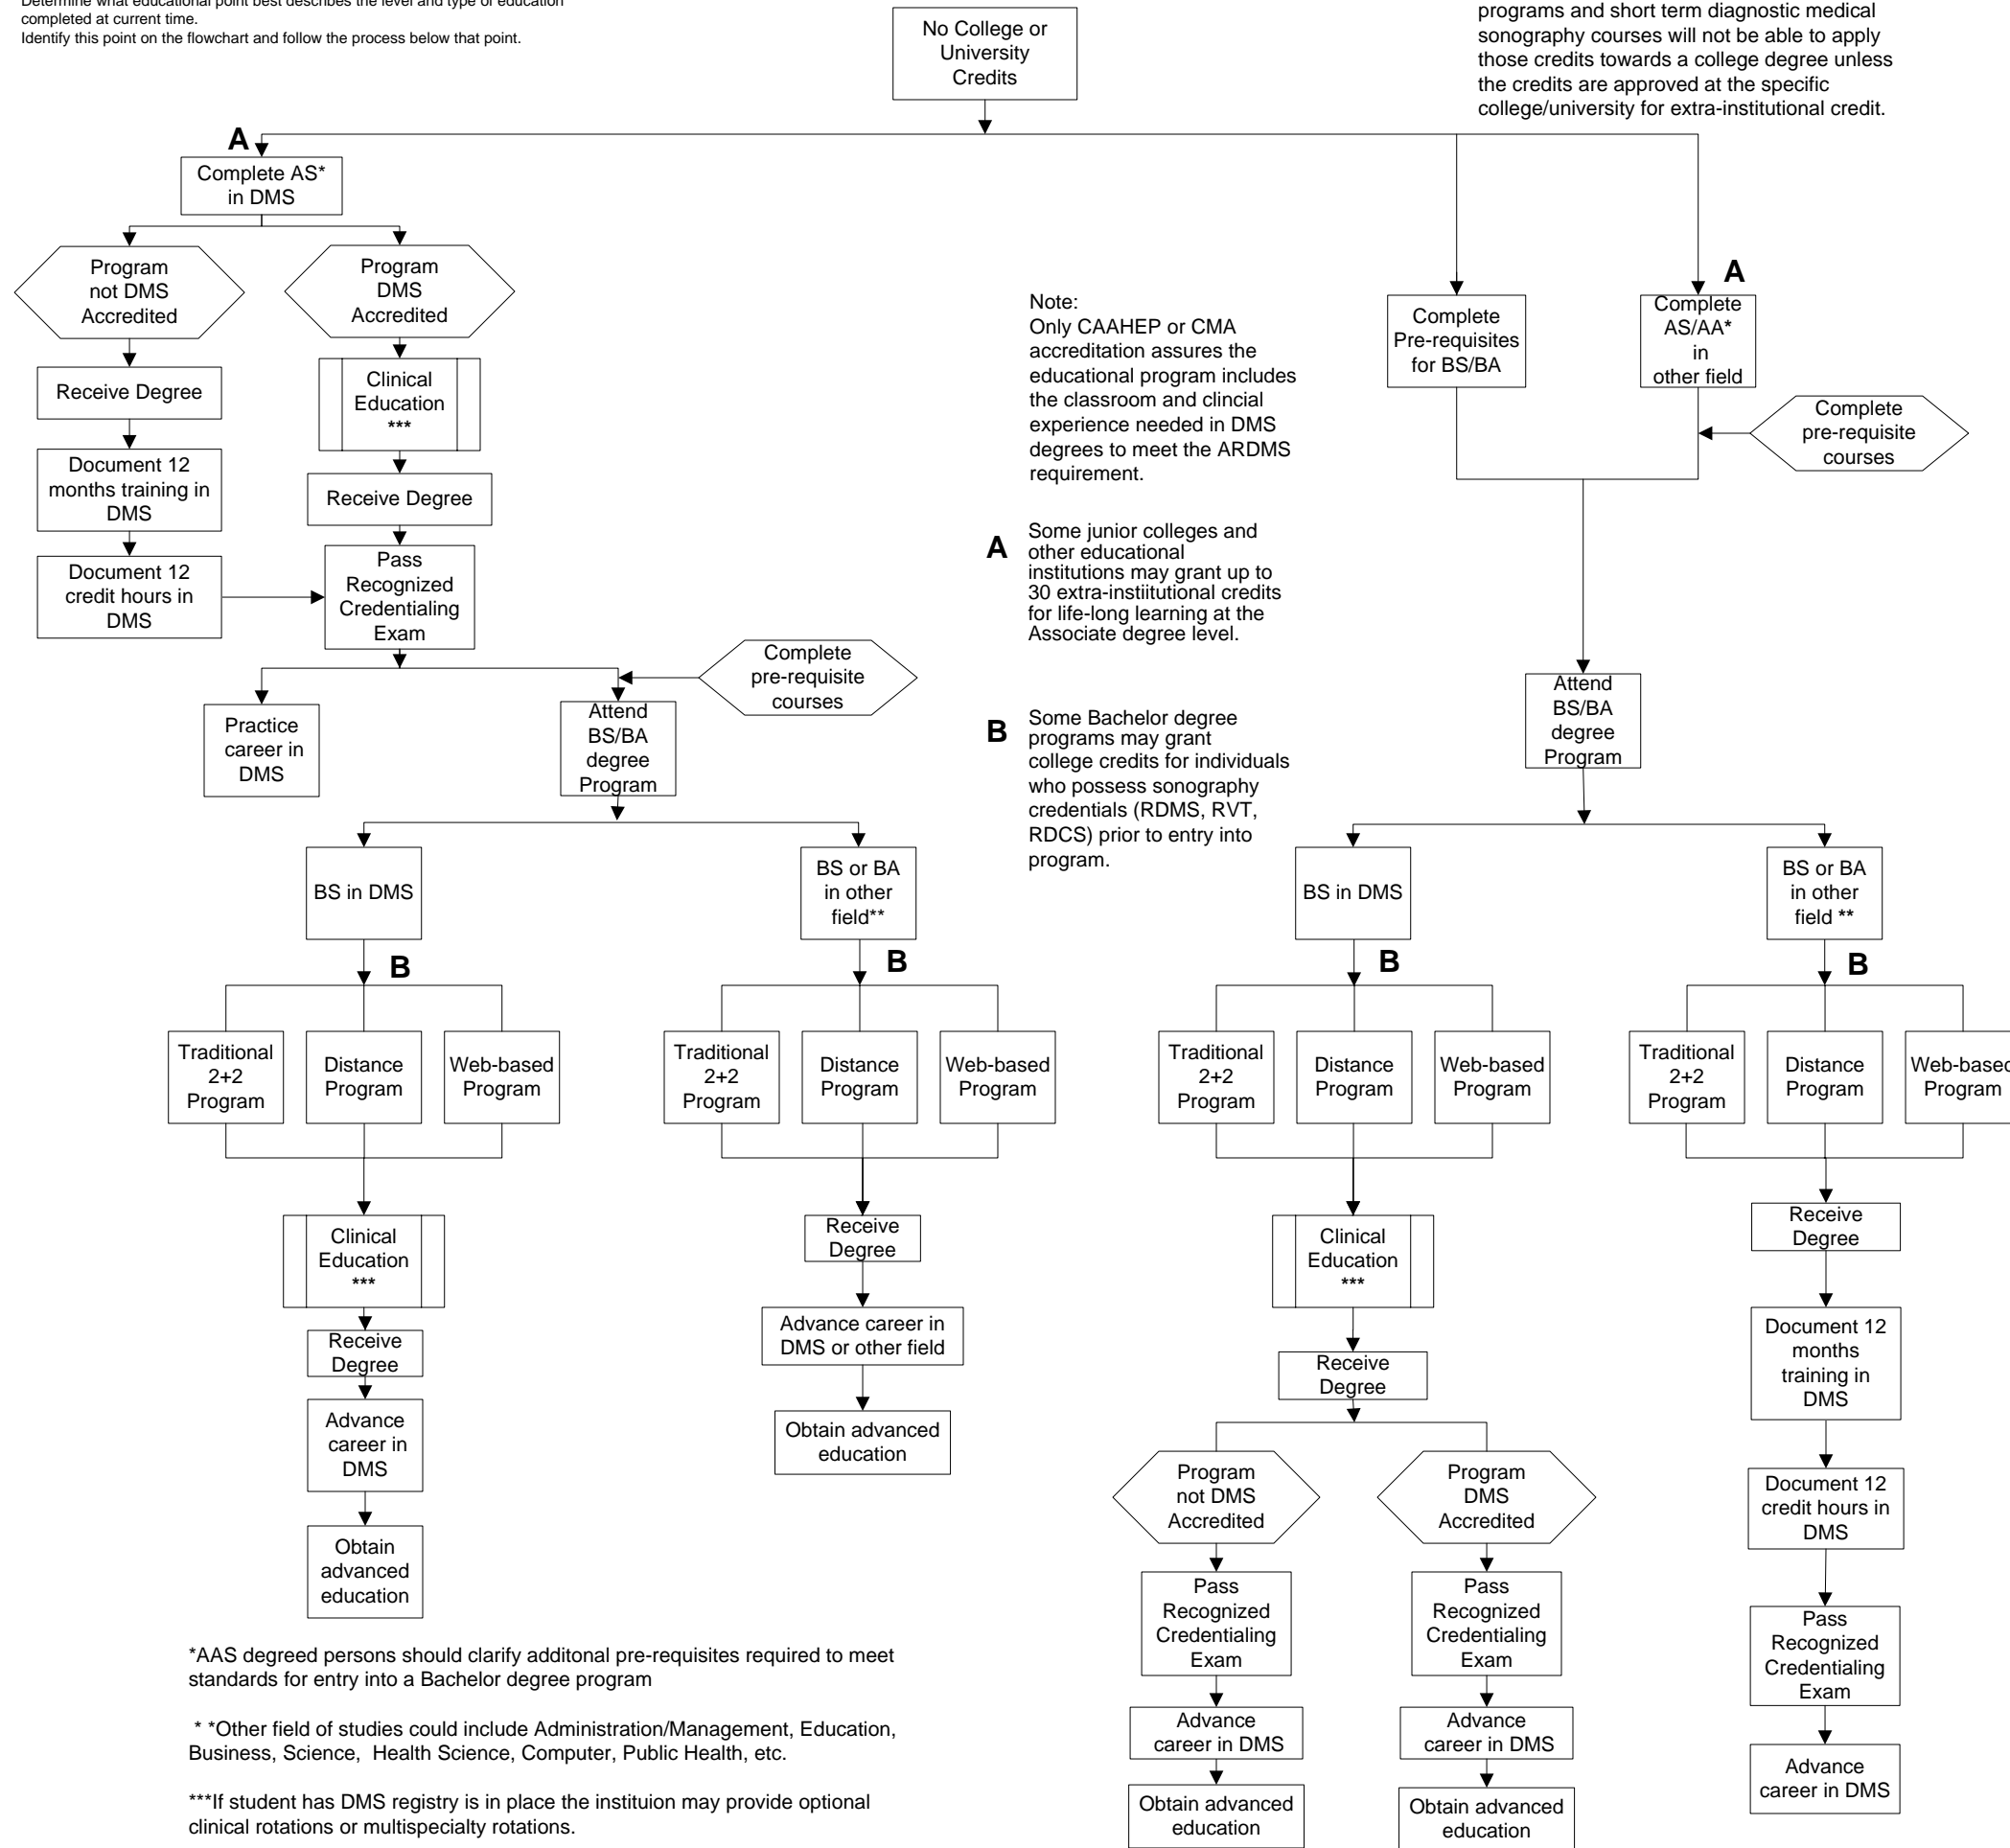 Determine what educational point best describes the level and type of education
completed at current time.
Identify this point on the flowchart and follow the process below that point.
No College or
University
Credits
programs and short term diagnostic medical
sonography courses will not be able to apply
those credits towards a college degree unless
the credits are approved at the specific
college/university for extra-institutional credit.
A
Complete AS*
in DMS
Program
not DMS
Accredited
Program
DMS
Accredited
Receive Degree
Clinical
Education
***
Document 12
months training in
DMS
Receive Degree
Document 12
credit hours in
DMS
Pass
Recognized
Credentialing
Exam
Practice
career in
DMS
Complete
pre-requisite
courses
Attend
BS/BA
degree
Program
Note:
Only CAAHEP or CMA
accreditation assures the
educational program includes
the classroom and clincial
experience needed in DMS
degrees to meet the ARDMS
requirement.
A
Some junior colleges and
other educational
institutions may grant up to
30 extra-instiitutional credits
for life-long learning at the
Associate degree level.
B
Some Bachelor degree
programs may grant
college credits for individuals
who possess sonography
credentials (RDMS, RVT,
RDCS) prior to entry into
program.
Complete
Pre-requisites
for BS/BA
A
Complete
AS/AA*
in
other field
Complete
pre-requisite
courses
Attend
BS/BA
degree
Program
BS in DMS
BS or BA
in other
field**
BS in DMS
BS or BA
in other
field **
B
B
B
B
Traditional
2+2
Program
Distance
Program
Web-based
Program
Traditional
2+2
Program
Distance
Program
Web-based
Program
Traditional
2+2
Program
Distance
Program
Web-based
Program
Traditional
2+2
Program
Distance
Program
Web-based
Program
Clinical
Education
***
Receive
Degree
Advance
career in
DMS
Obtain
advanced
education
Receive
Degree
Advance career in
DMS or other field
Obtain advanced
education
Clinical
Education
***
Receive
Degree
Program
not DMS
Accredited
Program
DMS
Accredited
Pass
Recognized
Credentialing
Exam
Pass
Recognized
Credentialing
Exam
Advance
career in DMS
Advance
career in DMS
Obtain advanced
education
Obtain advanced
education
Receive
Degree
Document 12
months
training in
DMS
Document 12
credit hours in
DMS
Pass
Recognized
Credentialing
Exam
Advance
career in DMS
*AAS degreed persons should clarify additonal pre-requisites required to meet
standards for entry into a Bachelor degree program
* *Other field of studies could include Administration/Management, Education,
Business, Science, Health Science, Computer, Public Health, etc.
***If student has DMS registry is in place the instituion may provide optional
clinical rotations or multispecialty rotations.